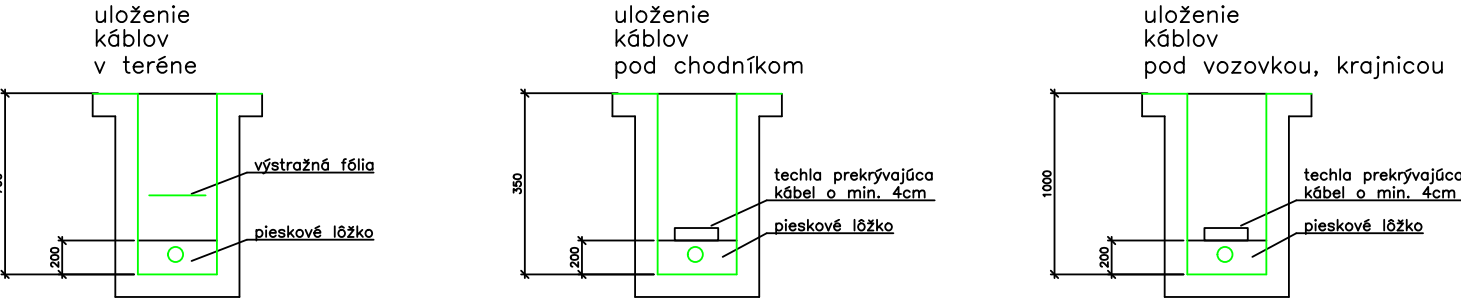 uloženie
káblov
v teréne
výstražná fólia
pieskové lôžko
200
uloženie
káblov
pod chodníkom
350
techla prekrývajúca
kábel o min. 4cm
pieskové lôžko
200
uloženie
káblov
pod vozovkou, krajnicou
1000
techla prekrývajúca
kábel o min. 4cm
pieskové lôžko
200